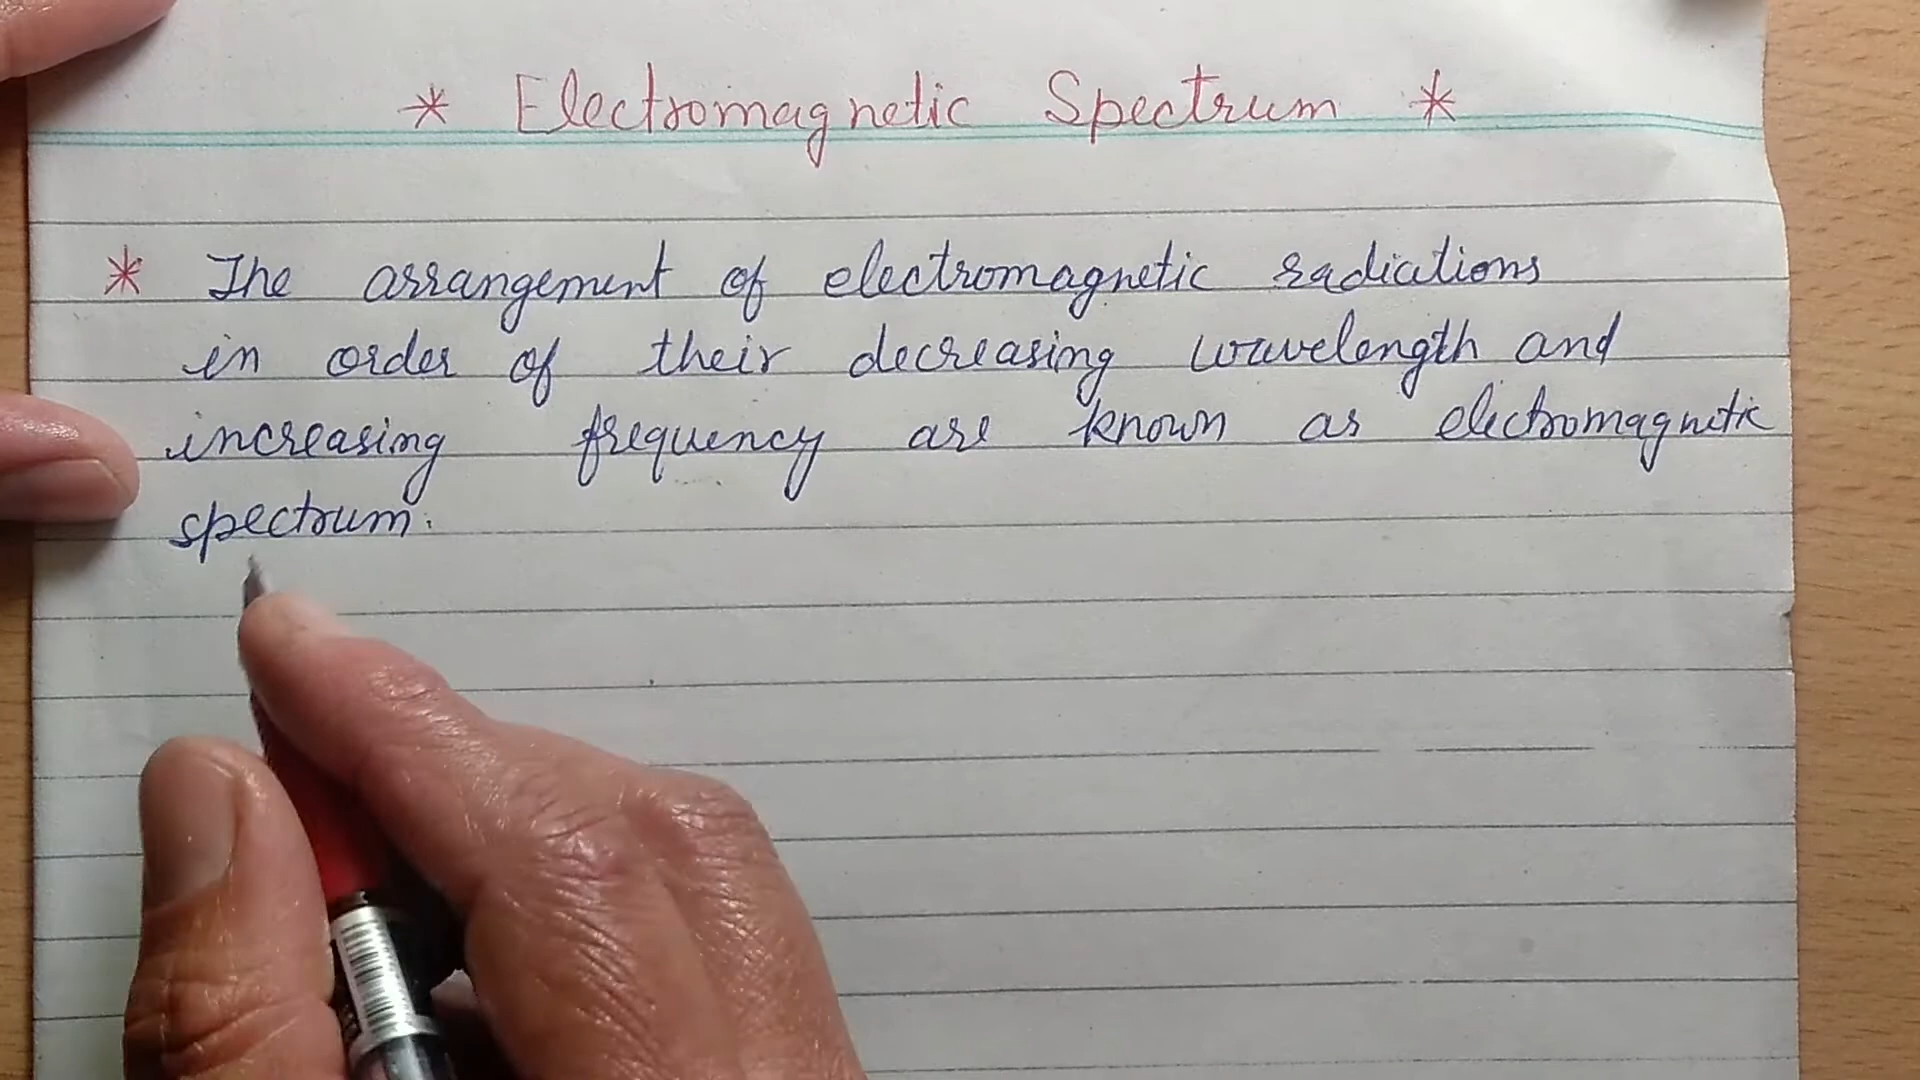 * Electromagnetic Spectrum *
* The arrangement of electromagnetic radiations
in order of their decreasing wavelength and
increasing frequency are known as electromagnetic
spectrum.